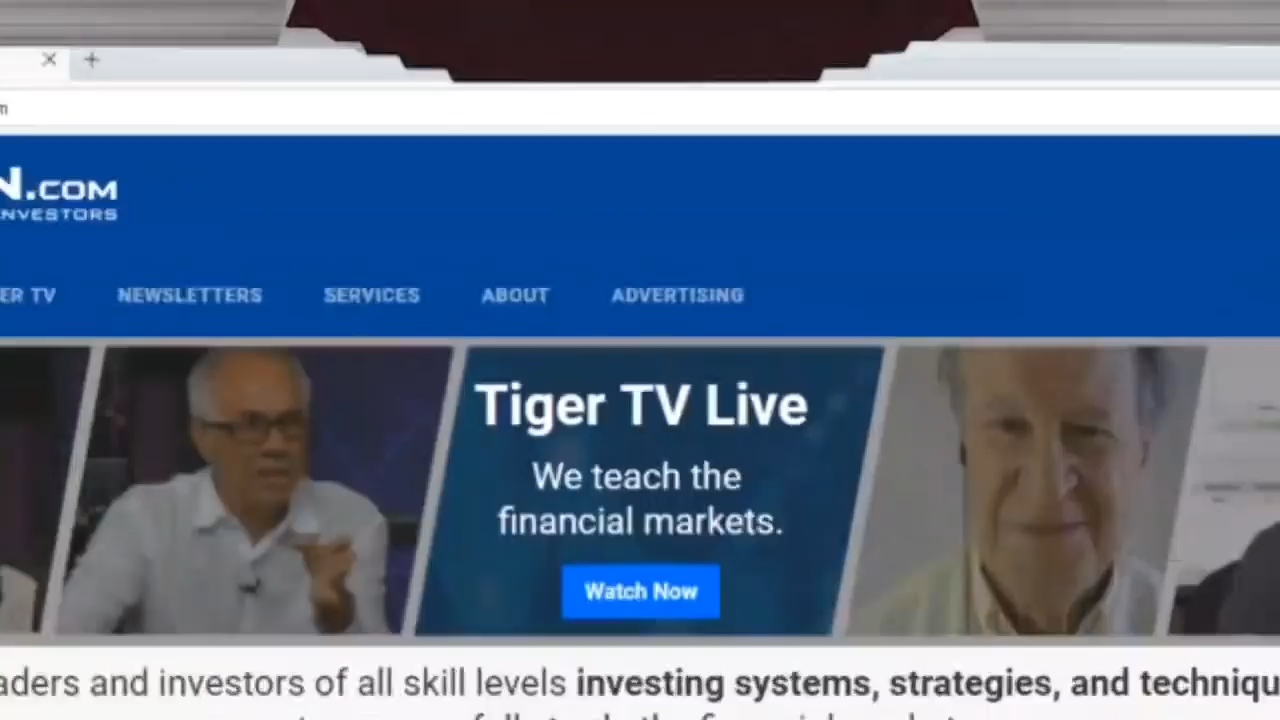 N.COM
INVESTORS
ER TV NEWSLETTERS SERVICES ABOUT ADVERTISING
Tiger TV Live
We teach the
financial markets.
Watch Now
aders and investors of all skill levels investing systems, strategies, and techniqu